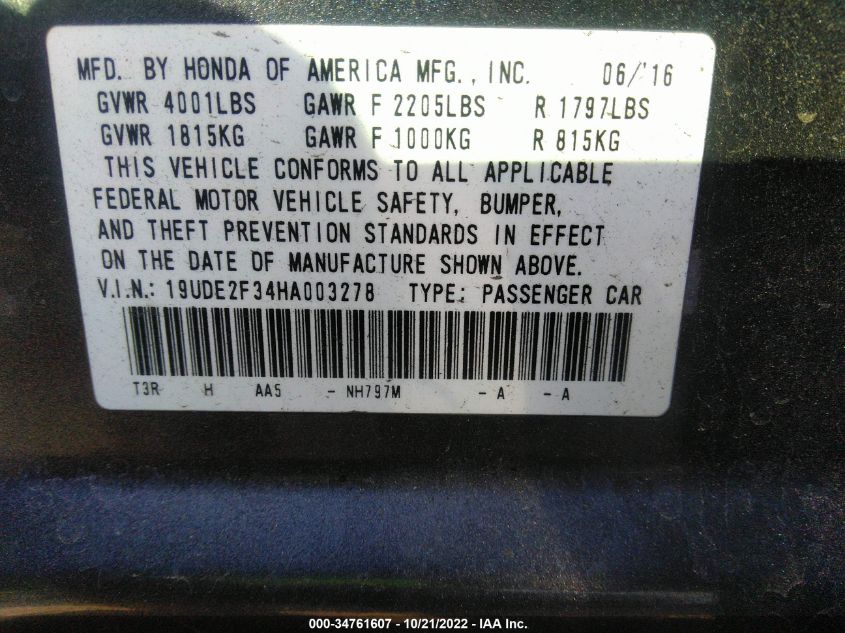 MFD. BY HONDA OF AMERICA MFG., INC. 06/'16
GVWR 4001LBS GAWR F 2205LBS R 1797LBS
GVWR 1815KG GAWR F 1000KG R 815KG
THIS VEHICLE CONFORMS TO ALL APPLICABLE
FEDERAL MOTOR VEHICLE SAFETY, BUMPER,
AND THEFT PREVENTION STANDARDS IN EFFECT
ON THE DATE OF MANUFACTURE SHOWN ABOVE.
V.I.N.: 19UDE2F34HA003278 TYPE: PASSENGER CAR
T3R H AA5 - NH797M - A - A
000-34761607 - 10/21/2022 - IAA Inc.